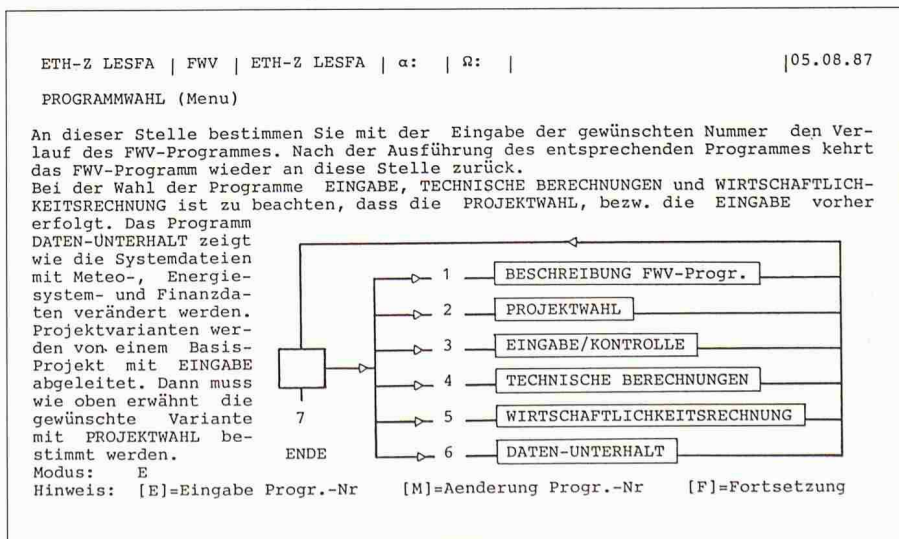 ETH-Z LESFA | FWV | ETH-Z LESFA | α: | Ω: | |05.08.87
PROGRAMMWAHL (Menu)
An dieser Stelle bestimmen Sie mit der Eingabe der gewünschten Nummer den Ver-
lauf des FWV-Programmes. Nach der Ausführung des entsprechenden Programmes kehrt
das FWV-Programm wieder an diese Stelle zurück.
Bei der Wahl der Programme EINGABE, TECHNISCHE BERECHNUNGEN und WIRTSCHAFTLICH-
KEITSRECHNUNG ist zu beachten, dass die PROJEKTWAHL, bezw. die EINGABE vorher
erfolgt. Das Programm
DATEN-UNTERHALT zeigt
wie die Systemdateien
mit Meteo-, Energie-
system- und Finanzda-
ten verändert werden.
Projektvarianten wer-
den von einem Basis-
Projekt mit EINGABE
abgeleitet. Dann muss
wie oben erwähnt die
gewünschte Variante
mit PROJEKTWAHL be-
stimmt werden.
1 BESCHREIBUNG FWV-Progr.
2 PROJEKTWAHL
3 EINGABE/KONTROLLE
4 TECHNISCHE BERECHNUNGEN
5 WIRTSCHAFTLICHKEITSRECHNUNG
6 DATEN-UNTERHALT
7
ENDE
Modus: E
Hinweis: [E]=Eingabe Progr.-Nr [M]=Aenderung Progr.-Nr [F]=Fortsetzung